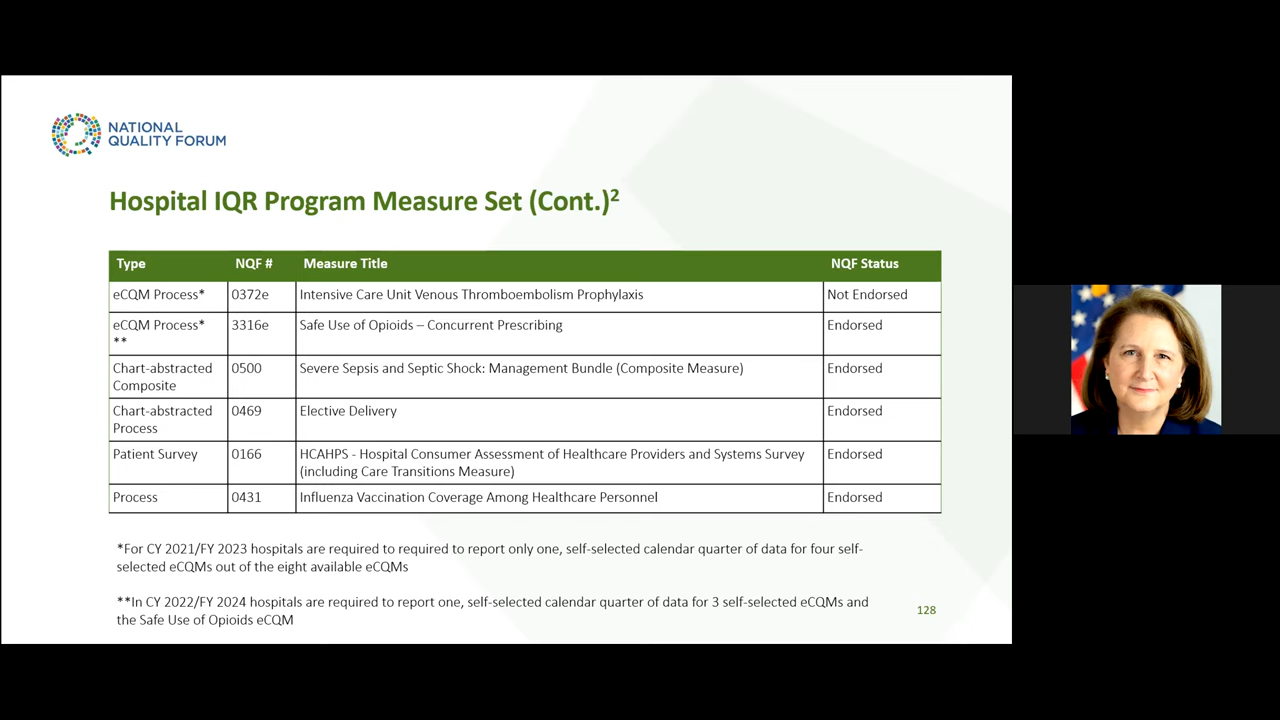 NATIONAL
QUALITY FORUM
Hospital IQR Program Measure Set (Cont.)²
Type NQF # Measure Title NQF Status
eCQM Process* 0372e Intensive Care Unit Venous Thromboembolism Prophylaxis Not Endorsed
eCQM Process* 3316e Safe Use of Opioids – Concurrent Prescribing Endorsed
**
Chart-abstracted 0500 Severe Sepsis and Septic Shock: Management Bundle (Composite Measure) Endorsed
Composite
Chart-abstracted 0469 Elective Delivery Endorsed
Process
Patient Survey 0166 HCAHPS - Hospital Consumer Assessment of Healthcare Providers and Systems Survey Endorsed
(including Care Transitions Measure)
Process 0431 Influenza Vaccination Coverage Among Healthcare Personnel Endorsed
*For CY 2021/FY 2023 hospitals are required to required to report only one, self-selected calendar quarter of data for four self-
selected eCQMs out of the eight available eCQMs
**In CY 2022/FY 2024 hospitals are required to report one, self-selected calendar quarter of data for 3 self-selected eCQMs and
the Safe Use of Opioids eCQM
128